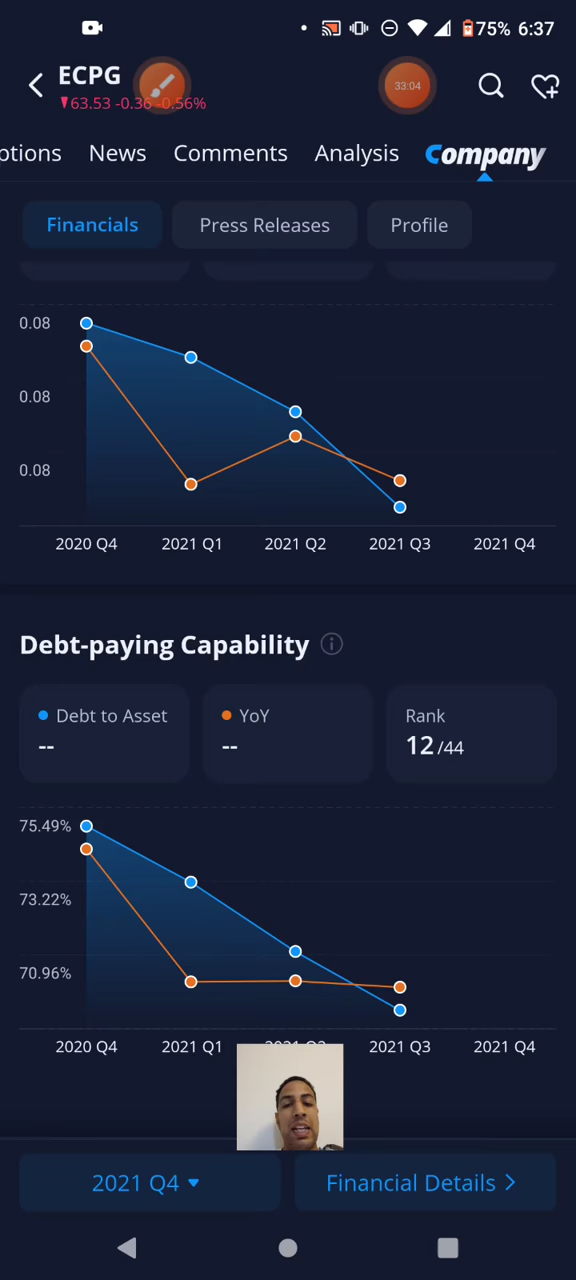 75% 6:37
ECPG
63.53 -0.36 -0.56%
33:04
ptions News Comments Analysis Company
Financials Press Releases Profile
0.08
0.08
0.08
2020 Q4 2021 Q1 2021 Q2 2021 Q3 2021 Q4
Debt-paying Capability
Debt to Asset YoY Rank
-- -- 12/44
75.49%
73.22%
70.96%
2020 Q4 2021 Q1 2021 Q2 2021 Q3 2021 Q4
2021 Q4 Financial Details